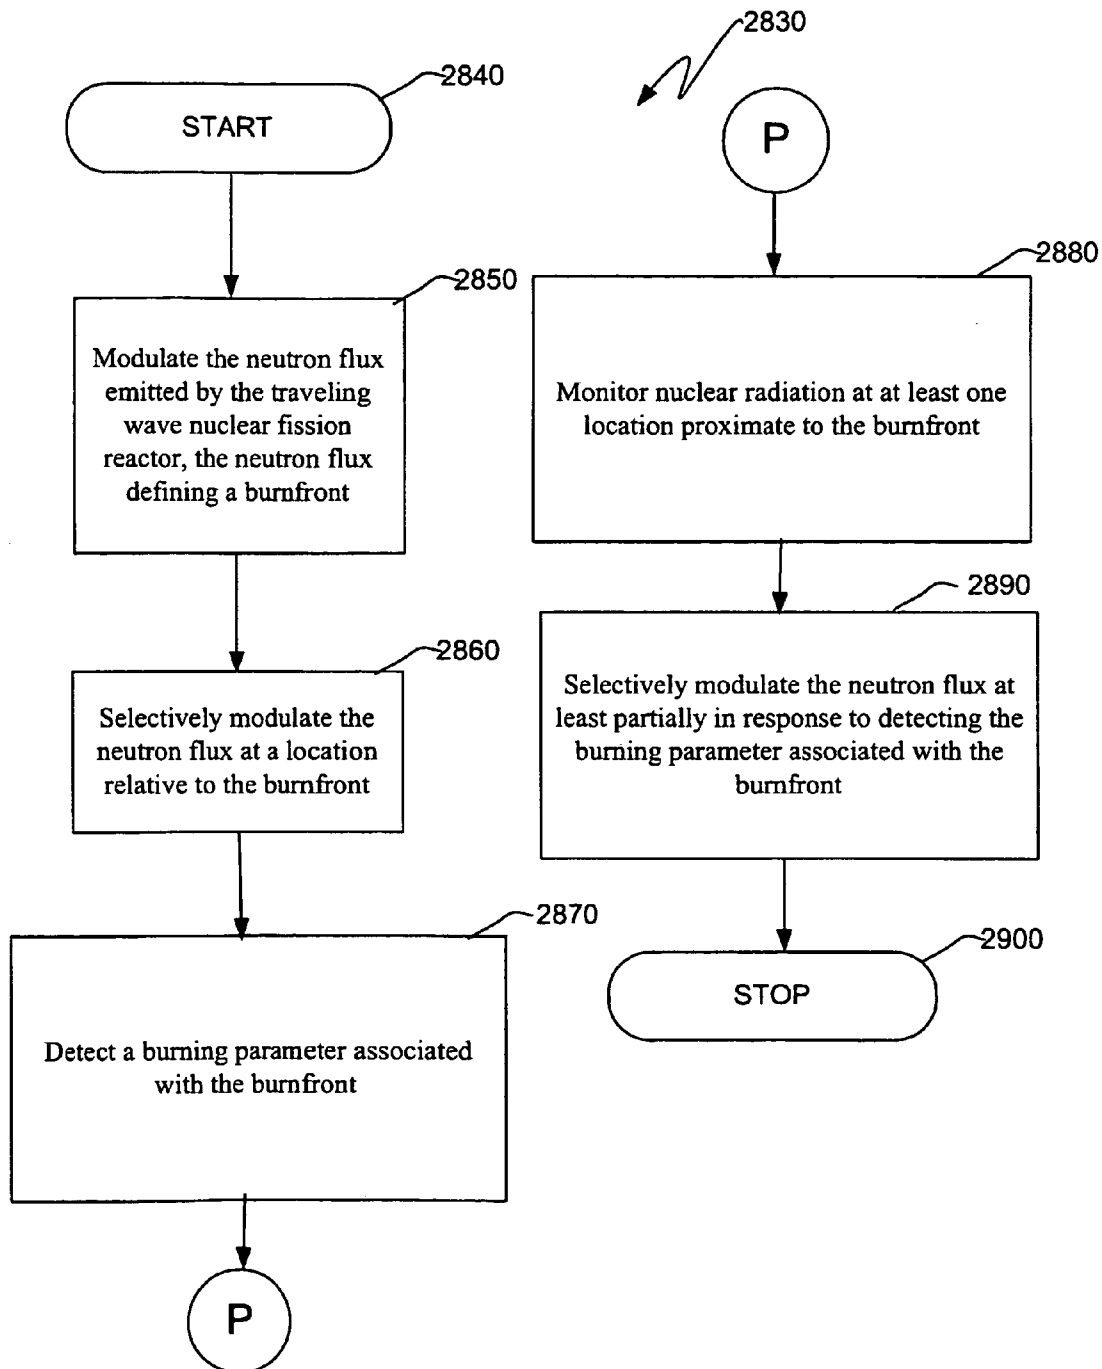 2830
2840
START
2850
Modulate the neutron flux
emitted by the traveling
wave nuclear fission
reactor, the neutron flux
defining a burnfront
2860
Selectively modulate the
neutron flux at a location
relative to the burnfront
2870
Detect a burning parameter associated
with the burnfront
P
P
2880
Monitor nuclear radiation at at least one
location proximate to the burnfront
2890
Selectively modulate the neutron flux at
least partially in response to detecting the
burning parameter associated with the
burnfront
2900
STOP